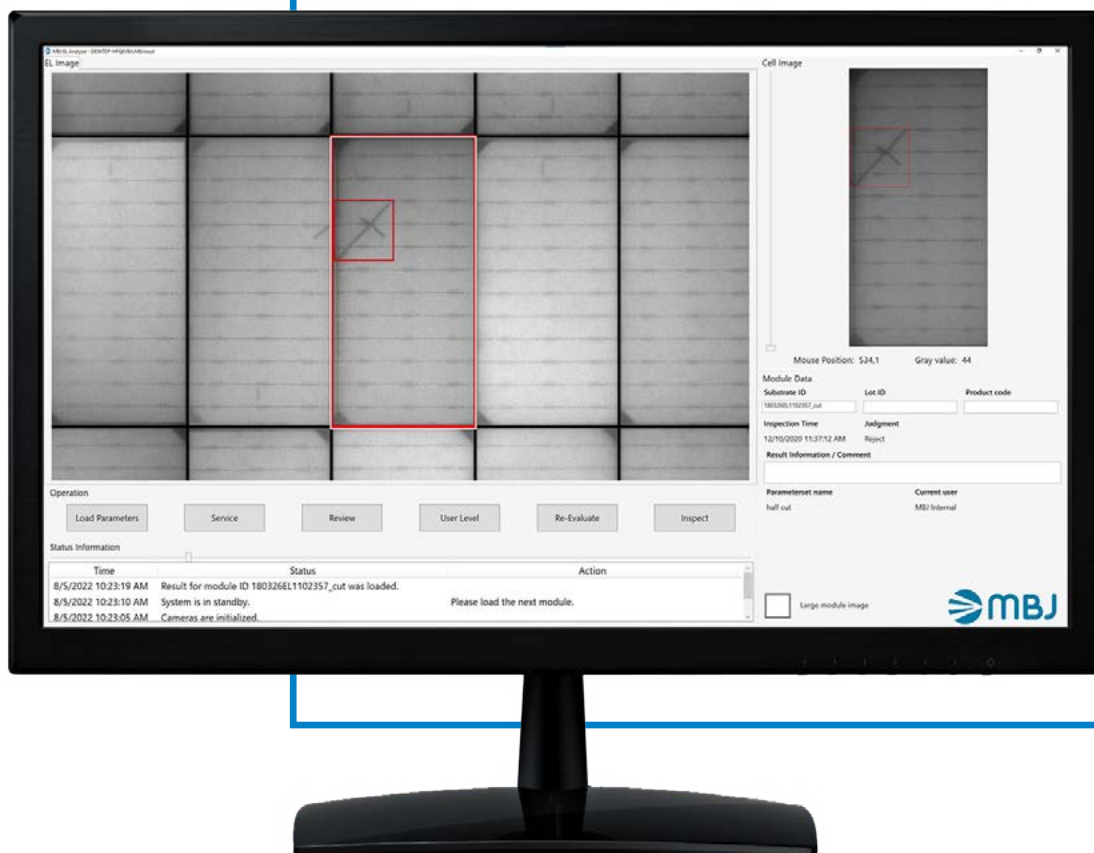 EL Image
Cell Image
Mouse Position: 534,1 Gray value: 44
Module Data
Substrate ID Lot ID Product code
180326EL1102357_cut
Inspection Time Judgment
12/10/2020 11:37:12 AM Reject
Result Information / Comment
Parameterset name Current user
half cut MBJ Internal
Large module image
MBJ
Operation
Load Parameters Service Review User Level Re-Evaluate Inspect
Status Information
Time Status Action
8/5/2022 10:23:19 AM Result for module ID 180326EL1102357_cut was loaded.
8/5/2022 10:23:10 AM System is in standby. Please load the next module.
8/5/2022 10:23:05 AM Cameras are initialized.